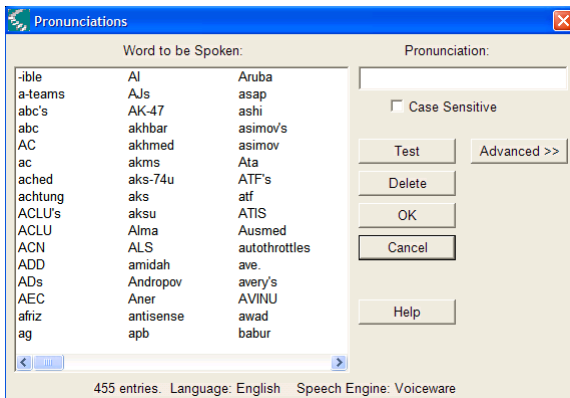 Pronunciations
Word to be Spoken:
Pronunciation:
-ible Al Aruba
a-teams AJs asap
abc's AK-47 ashi
abc akhbar asimov's
AC akhmed asimov
ac akms Ata
ached aks-74u ATF's
achtung aks atf
ACLU's aksu ATIS
ACLU Alma Ausmed
ACN ALS autothrottles
ADD amidah ave.
ADs Andropov avery's
AEC Aner AVINU
afriz antisense awad
ag apb babur
Case Sensitive
Test
Advanced >>
Delete
OK
Cancel
Help
455 entries. Language: English Speech Engine: Voiceware